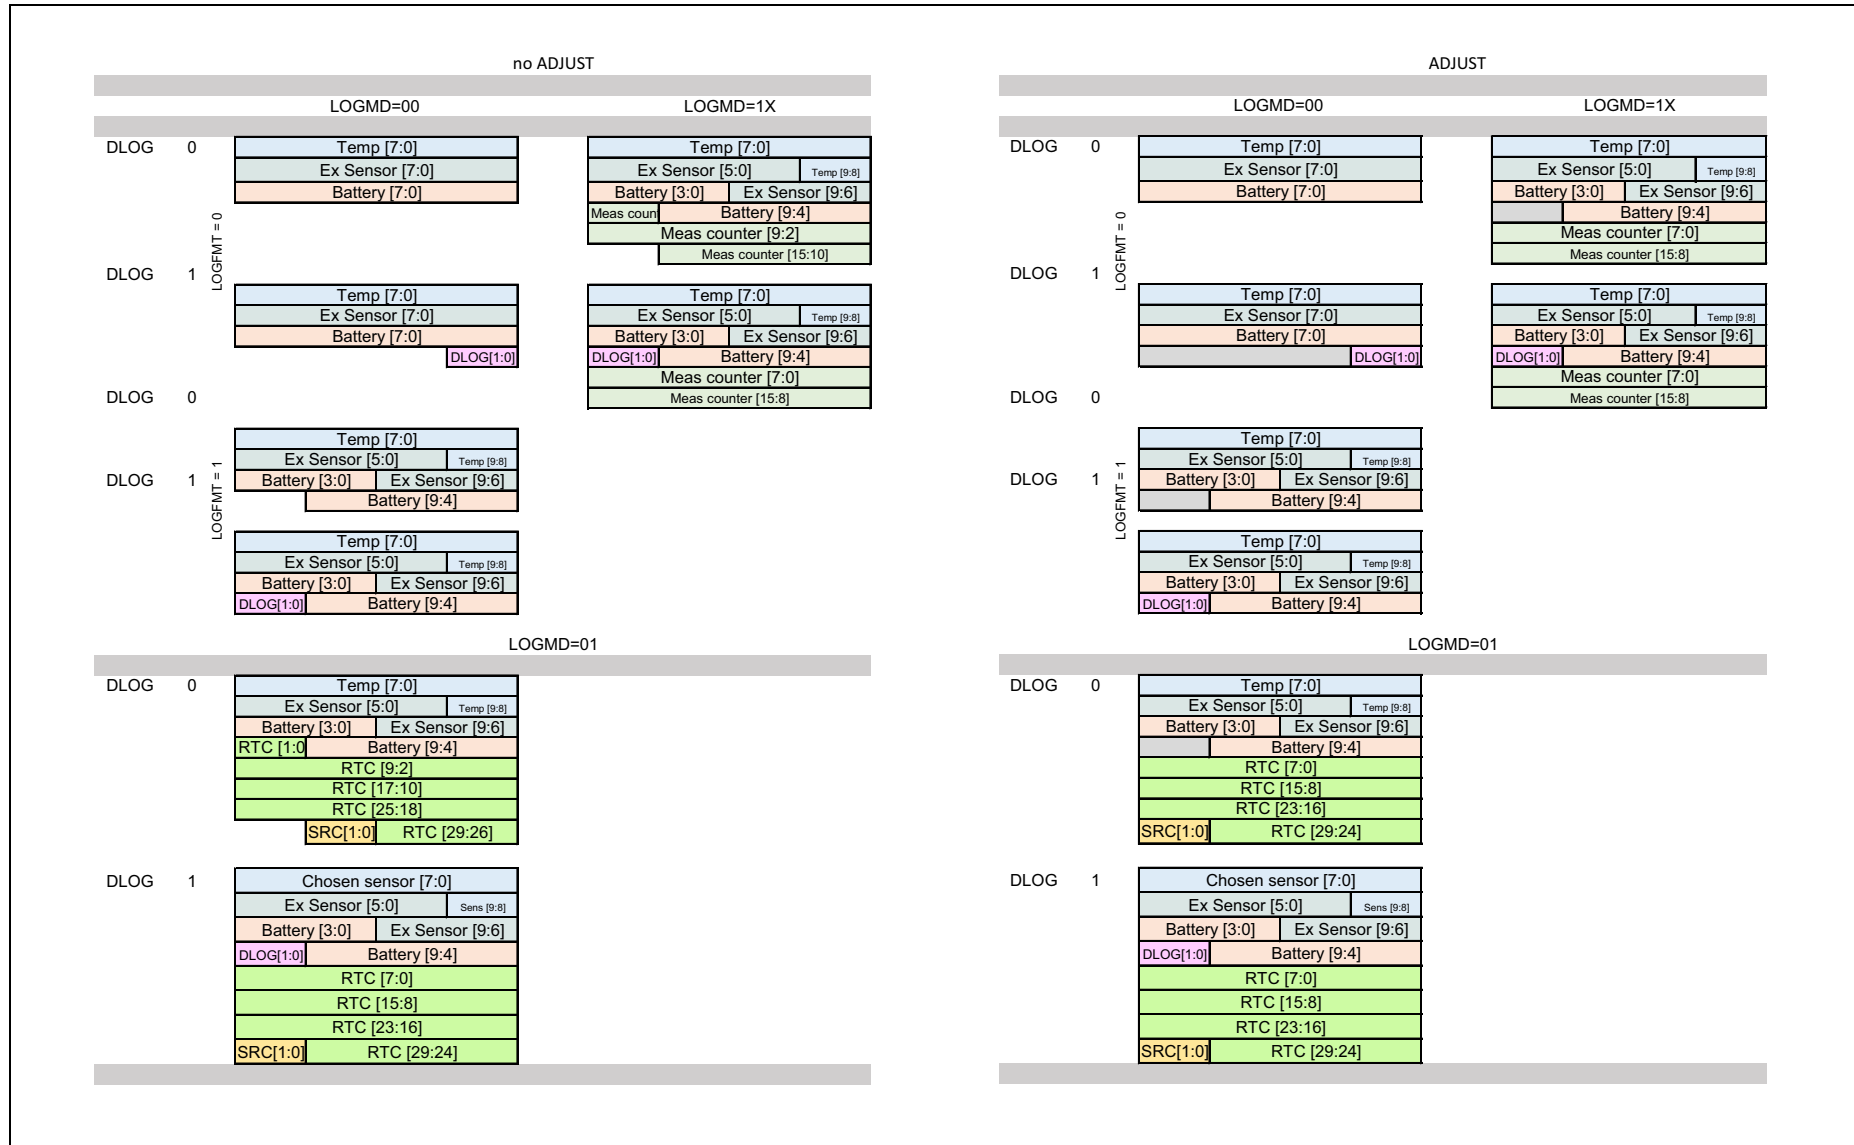 no ADJUST
LOGMD=00 LOGMD=1X
DLOG 0
LOGFMT = 0
Temp [7:0]
Ex Sensor [7:0]
Battery [7:0]
Temp [7:0]
Ex Sensor [5:0] Temp [9:8]
Battery [3:0] Ex Sensor [9:6]
Meas coun Battery [9:4]
Meas counter [9:2]
Meas counter [15:10]
DLOG 1
Temp [7:0]
Ex Sensor [7:0]
Battery [7:0]
DLOG[1:0]
Temp [7:0]
Ex Sensor [5:0] Temp [9:8]
Battery [3:0] Ex Sensor [9:6]
DLOG[1:0] Battery [9:4]
Meas counter [7:0]
Meas counter [15:8]
DLOG 0
LOGFMT = 1
Temp [7:0]
Ex Sensor [5:0] Temp [9:8]
Battery [3:0] Ex Sensor [9:6]
Battery [9:4]
DLOG 1
Temp [7:0]
Ex Sensor [5:0] Temp [9:8]
Battery [3:0] Ex Sensor [9:6]
DLOG[1:0] Battery [9:4]
LOGMD=01
DLOG 0
Temp [7:0]
Ex Sensor [5:0] Temp [9:8]
Battery [3:0] Ex Sensor [9:6]
RTC [1:0 Battery [9:4]
RTC [9:2]
RTC [17:10]
RTC [25:18]
SRC[1:0] RTC [29:26]
DLOG 1
Chosen sensor [7:0]
Ex Sensor [5:0] Sens [9:8]
Battery [3:0] Ex Sensor [9:6]
DLOG[1:0] Battery [9:4]
RTC [7:0]
RTC [15:8]
RTC [23:16]
SRC[1:0] RTC [29:24]
ADJUST
LOGMD=00 LOGMD=1X
DLOG 0
LOGFMT = 0
Temp [7:0]
Ex Sensor [7:0]
Battery [7:0]
Temp [7:0]
Ex Sensor [5:0] Temp [9:8]
Battery [3:0] Ex Sensor [9:6]
Battery [9:4]
Meas counter [7:0]
Meas counter [15:8]
DLOG 1
Temp [7:0]
Ex Sensor [7:0]
Battery [7:0]
DLOG[1:0]
Temp [7:0]
Ex Sensor [5:0] Temp [9:8]
Battery [3:0] Ex Sensor [9:6]
DLOG[1:0] Battery [9:4]
Meas counter [7:0]
Meas counter [15:8]
DLOG 0
LOGFMT = 1
Temp [7:0]
Ex Sensor [5:0] Temp [9:8]
Battery [3:0] Ex Sensor [9:6]
Battery [9:4]
DLOG 1
Temp [7:0]
Ex Sensor [5:0] Temp [9:8]
Battery [3:0] Ex Sensor [9:6]
DLOG[1:0] Battery [9:4]
LOGMD=01
DLOG 0
Temp [7:0]
Ex Sensor [5:0] Temp [9:8]
Battery [3:0] Ex Sensor [9:6]
Battery [9:4]
RTC [7:0]
RTC [15:8]
RTC [23:16]
SRC[1:0] RTC [29:24]
DLOG 1
Chosen sensor [7:0]
Ex Sensor [5:0] Sens [9:8]
Battery [3:0] Ex Sensor [9:6]
DLOG[1:0] Battery [9:4]
RTC [7:0]
RTC [15:8]
RTC [23:16]
SRC[1:0] RTC [29:24]